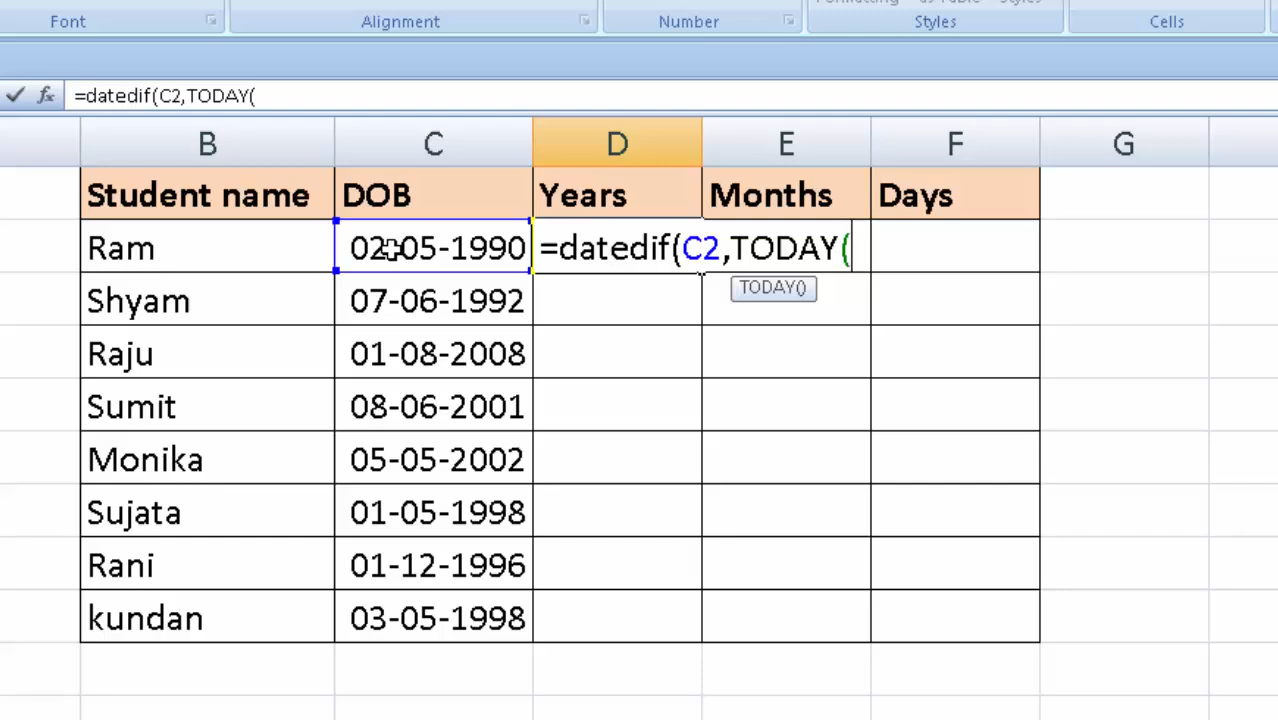 Font Alignment Number Styles Cells
=datedif(C2,TODAY(
B C D E F G
Student name DOB Years Months Days
Ram 02-05-1990 =datedif(C2,TODAY(
TODAY()
Shyam 07-06-1992
Raju 01-08-2008
Sumit 08-06-2001
Monika 05-05-2002
Sujata 01-05-1998
Rani 01-12-1996
kundan 03-05-1998